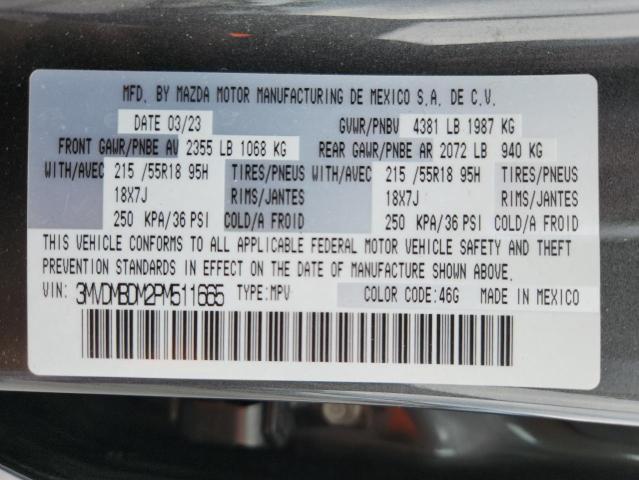 MFD. BY MAZDA MOTOR MANUFACTURING DE MEXICO S.A. DE C.V.
DATE 03/23 GVWR/PNBV 4381 LB 1987 KG
FRONT GAWR/PNBE AV 2355 LB 1068 KG REAR GAWR/PNBE AR 2072 LB 940 KG
WITH/AVEC 215 /55R18 95H TIRES/PNEUS WITH/AVEC 215 /55R18 95H TIRES/PNEUS
18X7J RIMS/JANTES 18X7J RIMS/JANTES
250 KPA/36 PSI COLD/A FROID 250 KPA/36 PSI COLD/A FROID
THIS VEHICLE CONFORMS TO ALL APPLICABLE FEDERAL MOTOR VEHICLE SAFETY AND THEFT
PREVENTION STANDARDS IN EFFECT ON THE DATE OF MANUFACTURE SHOWN ABOVE.
VIN: 3MVDMBDM2PM511665 TYPE:MPV COLOR CODE:46G MADE IN MEXICO